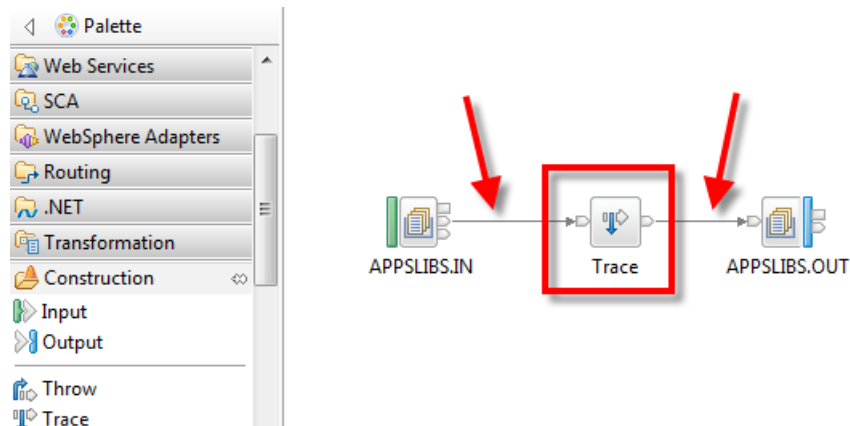 Palette
Web Services
SCA
WebSphere Adapters
Routing
.NET
Transformation
Construction
Input
Output
Throw
Trace
APPSLIBS.IN
Trace
APPSLIBS.OUT